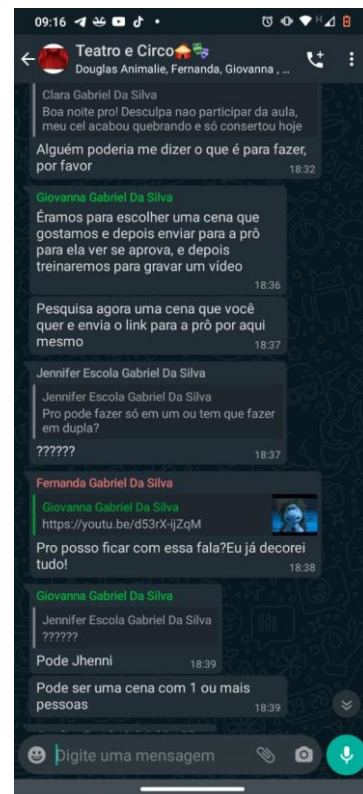 09:16
Teatro e Circo
Douglas Animalie, Fernanda, Giovanna , ...
Clara Gabriel Da Silva
Boa noite pro! Desculpa nao participar da aula,
meu cel acabou quebrando e só consertou hoje
Alguém poderia me dizer o que é para fazer,
por favor
18:32
Giovanna Gabriel Da Silva
Éramos para escolher uma cena que
gostamos e depois enviar para a prô
para ela ver se aprova, e depois
treinaremos para gravar um vídeo
18:36
Pesquisa agora uma cena que você
quer e envia o link para a prô por aqui
mesmo
18:37
Jennifer Escola Gabriel Da Silva
Jennifer Escola Gabriel Da Silva
Pro pode fazer só em um ou tem que fazer
em dupla?
??????
18:37
Fernanda Gabriel Da Silva
Giovanna Gabriel Da Silva
https://youtu.be/d53rX-ijZqM
Pro posso ficar com essa fala?Eu já decorei
tudo!
18:38
Giovanna Gabriel Da Silva
Jennifer Escola Gabriel Da Silva
??????
Pode Jhenni
18:39
Pode ser uma cena com 1 ou mais
pessoas
18:39
Digite uma mensagem